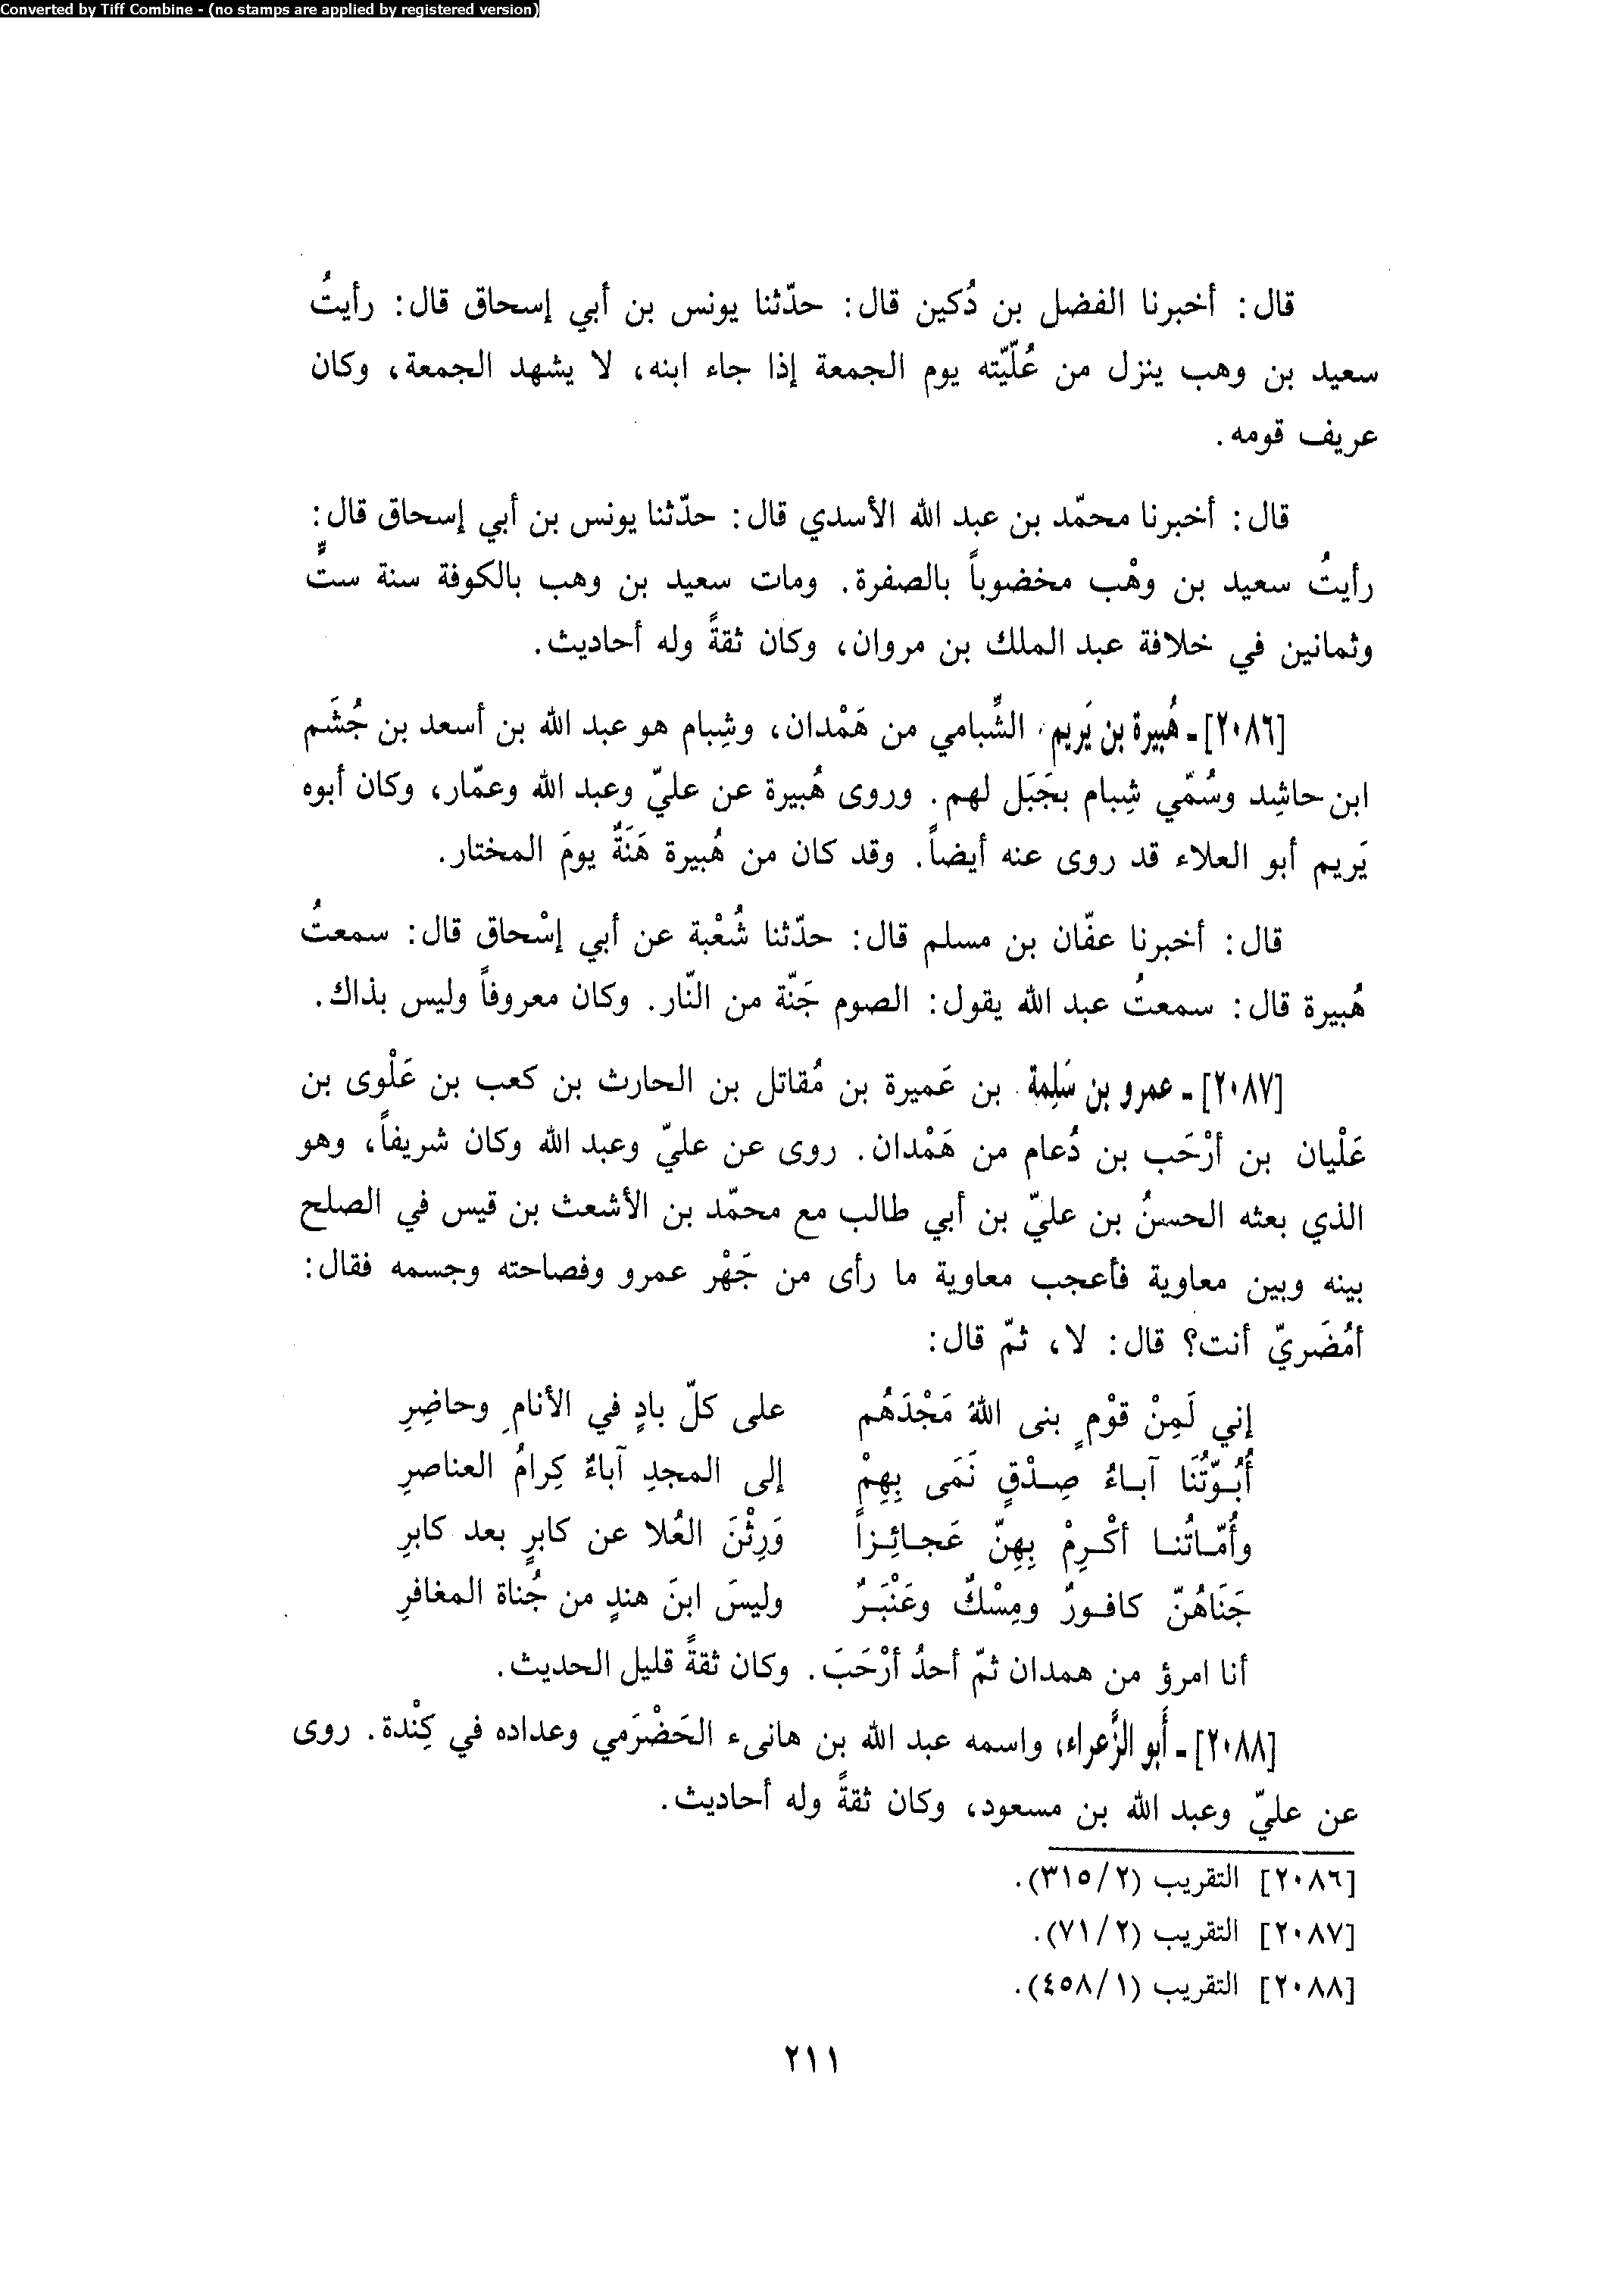 Converted by Tiff Combine - (no stamps are applied by registered version)
قال: أخبرنا الفضل بن دُكين قال: حدّثنا يونس بن أبي إسحاق قال: رأيتُ
سعيد بن وهب ينزل من عُلّيّته يوم الجمعة إذا جاء ابنه، لا يشهد الجمعة، وكان
عريف قومه.
قال: أخبرنا محمّد بن عبد الله الأسدي قال: حدّثنا يونس بن أبي إسحاق قال:
رأيتُ سعيد بن وهْب مخضوباً بالصفرة. ومات سعيد بن وهب بالكوفة سنة ستٍّ
وثمانين في خلافة عبد الملك بن مروان، وكان ثقةً وله أحاديث.
[٢٠٨٦] ـ هُبيرة بن يَريم الشِّبامي من هَمْدان، وشِبام هو عبد الله بن أسعد بن جُشَم
ابن حاشِد وسُمّي شِبام بجَبَل لهم. وروى هُبيرة عن عليّ وعبد الله وعمّار، وكان أبوه
يَريم أبو العلاء قد روى عنه أيضاً. وقد كان من هُبيرة هَنَةٌ يومَ المختار.
قال: أخبرنا عفّان بن مسلم قال: حدّثنا شُعْبة عن أبي إسْحاق قال: سمعتُ
هُبيرة قال: سمعتُ عبد الله يقول: الصوم جَنّة من النّار. وكان معروفاً وليس بذاك.
[٢٠٨٧] ـ عمرو بن سَلِمة بن عَميرة بن مُقاتل بن الحارث بن كعب بن عَلْوى بن
عَلْيان بن أرْحَب بن دُعام من هَمْدان. روى عن عليّ وعبد الله وكان شريفاً، وهو
الذي بعثه الحسنُ بن عليّ بن أبي طالب مع محمّد بن الأشعث بن قيس في الصلح
بينه وبين معاوية فأعجب معاوية ما رأى من جَهْر عمرو وفصاحته وجسمه فقال:
أمُضَريّ أنت؟ قال: لا، ثمّ قال:
إني لَمِنْ قوْمٍ بنى اللهُ مَجْدَهُم على كلّ بادٍ في الأنامِ وحاضِرِ
أُبُوّتُنَا آباءُ صِدْقٍ نَمَى بِهِمْ إلى المجدِ آباءٌ كِرامُ العناصرِ
وأُمّاتُنا أكْرِمْ بِهِنّ عَجائِزاً وَرِثْنَ العُلا عن كابرٍ بعد كابرِ
جَنَاهُنّ كافورٌ ومِسْكٌ وعَنْبَرٌ وليسَ ابنَ هندٍ من جُناة المغافرِ
أنا امرؤ من همدان ثمّ أحدُ أرْحَبَ. وكان ثقةً قليل الحديث.
[٢٠٨٨] ـ أَبو الزَّعراء، واسمه عبد الله بن هانىء الحَضْرَمي وعداده في كِنْدة. روى
عن عليّ وعبد الله بن مسعود، وكان ثقةً وله أحاديث.
[٢٠٨٦] التقريب (٣١٥/٢).
[٢٠٨٧] التقريب (٧١/٢).
[٢٠٨٨] التقريب (٤٥٨/١).
٢١١